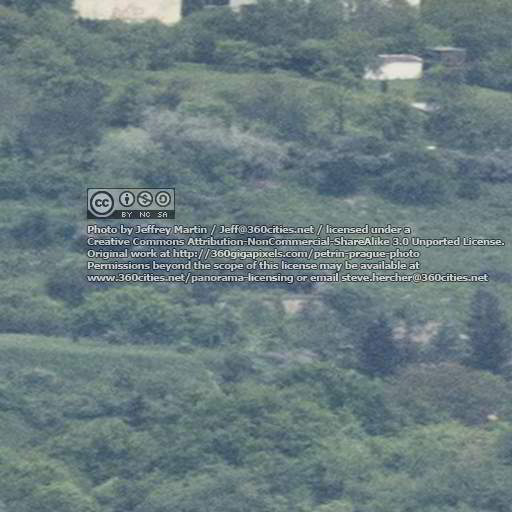 cc BY NC SA
Photo by Jeffrey Martin / Jeff@360cities.net / licensed under a
Creative Commons Attribution-NonCommercial-ShareAlike 3.0 Unported License.
Original work at http://360gigapixels.com/petrin-prague-photo
Permissions beyond the scope of this license may be available at
www.360cities.net/panorama-licensing or email steve.hercher@360cities.net